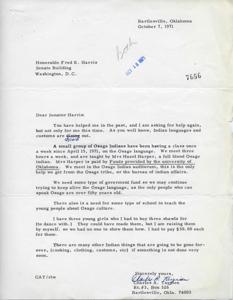 Bartlesville, Oklahoma
October 7, 1971
Honorable Fred R. Harris
Senate Building
Washington, D.C.
7656
Dear Senator Harris:
You have helped me in the past, and I am asking for help again,
but not only for me this time. As you well know, Indian languages and
customs are dying out.
A small group of Osage Indians have been having a class once
a week since April 15, 1971, on the Osage language. We meet three
hours a week, and are taught by Mrs Hazel Harper, a full blood Osage
Indian. Mrs Harper is paid by Funds provided by the university of
Oklahoma. We meet in the Osage Indian auditorium, this is the only
help we get from the Osage tribe, or the bureau of indian affairs.
We need some type of government fund so we may continue
trying to keep alive the Osage language, as the only people who can
speak Osage are over fifty years old.
There also is a need for some type of school to teach the
young people about Osage culture.
I have three young girls who I had to buy three shawls for
to dance with. They could have made them, but I am raising them
by myself, so we had no one to show them how. I had to pay $30.00 each
for them.
There are many other Indian things that are going to be gone for-
ever, (cooking, clothing, customs, etc) if something is not done very
soon.
Sincerely yours,
Charles A.
Rt.#3, Box 328
Bartlesville, Okla. 74003